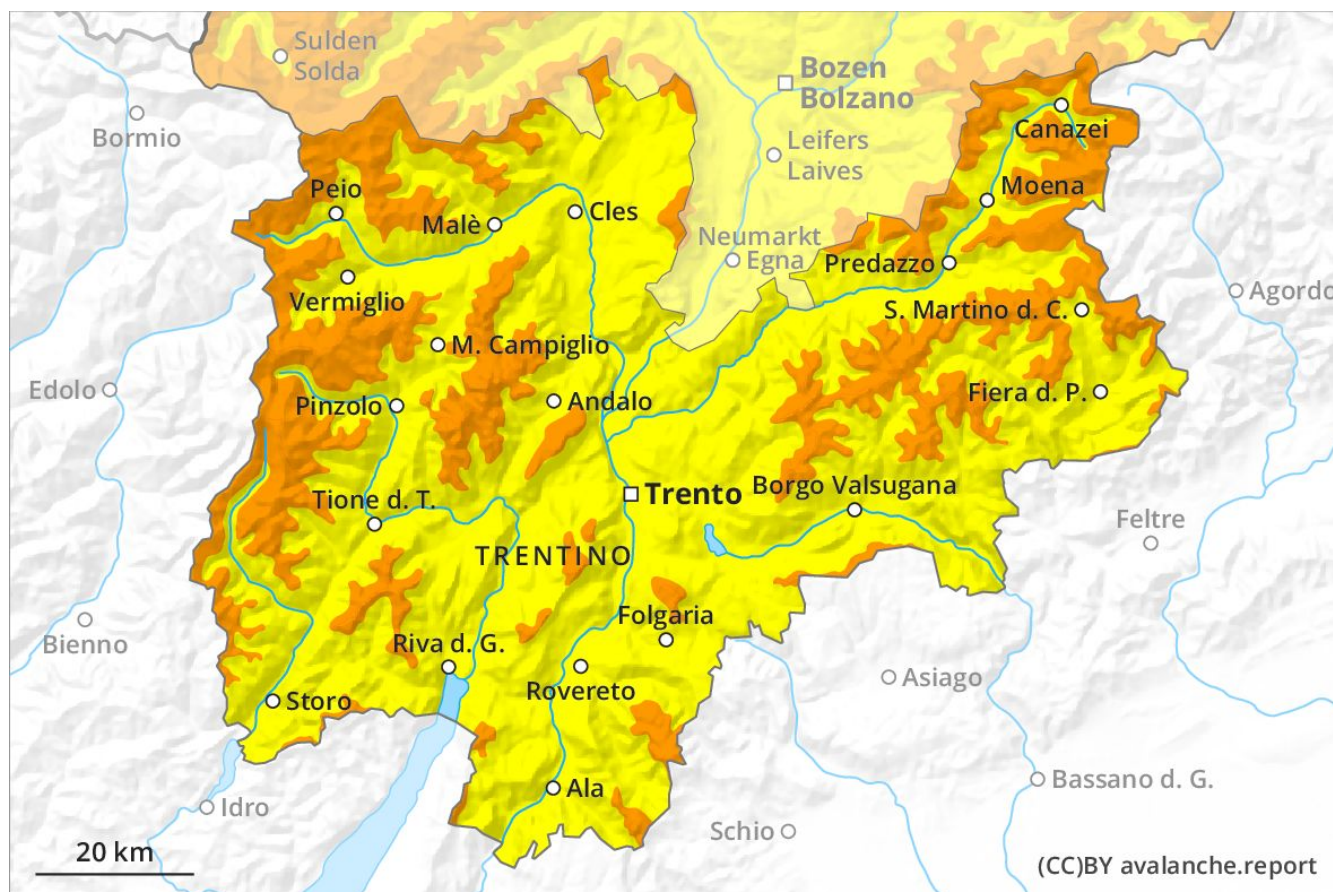 Sulden
Solda
Bozen
Bolzano
Bormio
Canazei
Leifers
Laives
Peio
Moena
Malè
Cles
Neumarkt
Egna
Predazzo
Vermiglio
Agordo
S. Martino d. C.
M. Campiglio
Edolo
Pinzolo
Andalo
Fiera d. P.
Trento
Borgo Valsugana
Tione d. T.
Feltre
TRENTINO
Folgaria
Bienno
Riva d. G.
Rovereto
Asiago
Storo
Bassano d. G.
Ala
Idro
Schio
20 km
(CC)BY avalanche.report